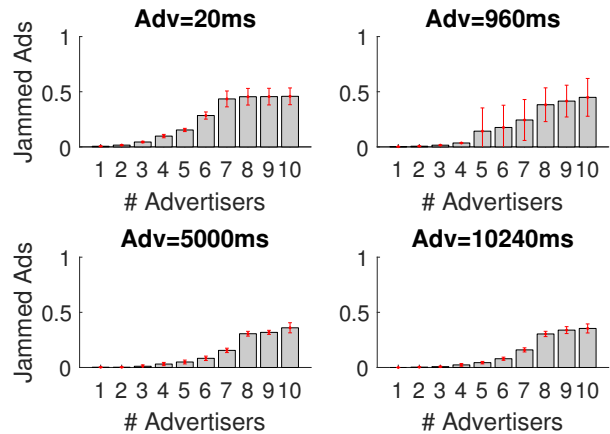 Adv=20ms
Jammed Ads
1
0.5
0
1 2 3 4 5 6 7 8 9 10
# Advertisers
Adv=960ms
1
0.5
0
1 2 3 4 5 6 7 8 9 10
# Advertisers
Adv=5000ms
Jammed Ads
1
0.5
0
1 2 3 4 5 6 7 8 9 10
# Advertisers
Adv=10240ms
1
0.5
0
1 2 3 4 5 6 7 8 9 10
# Advertisers